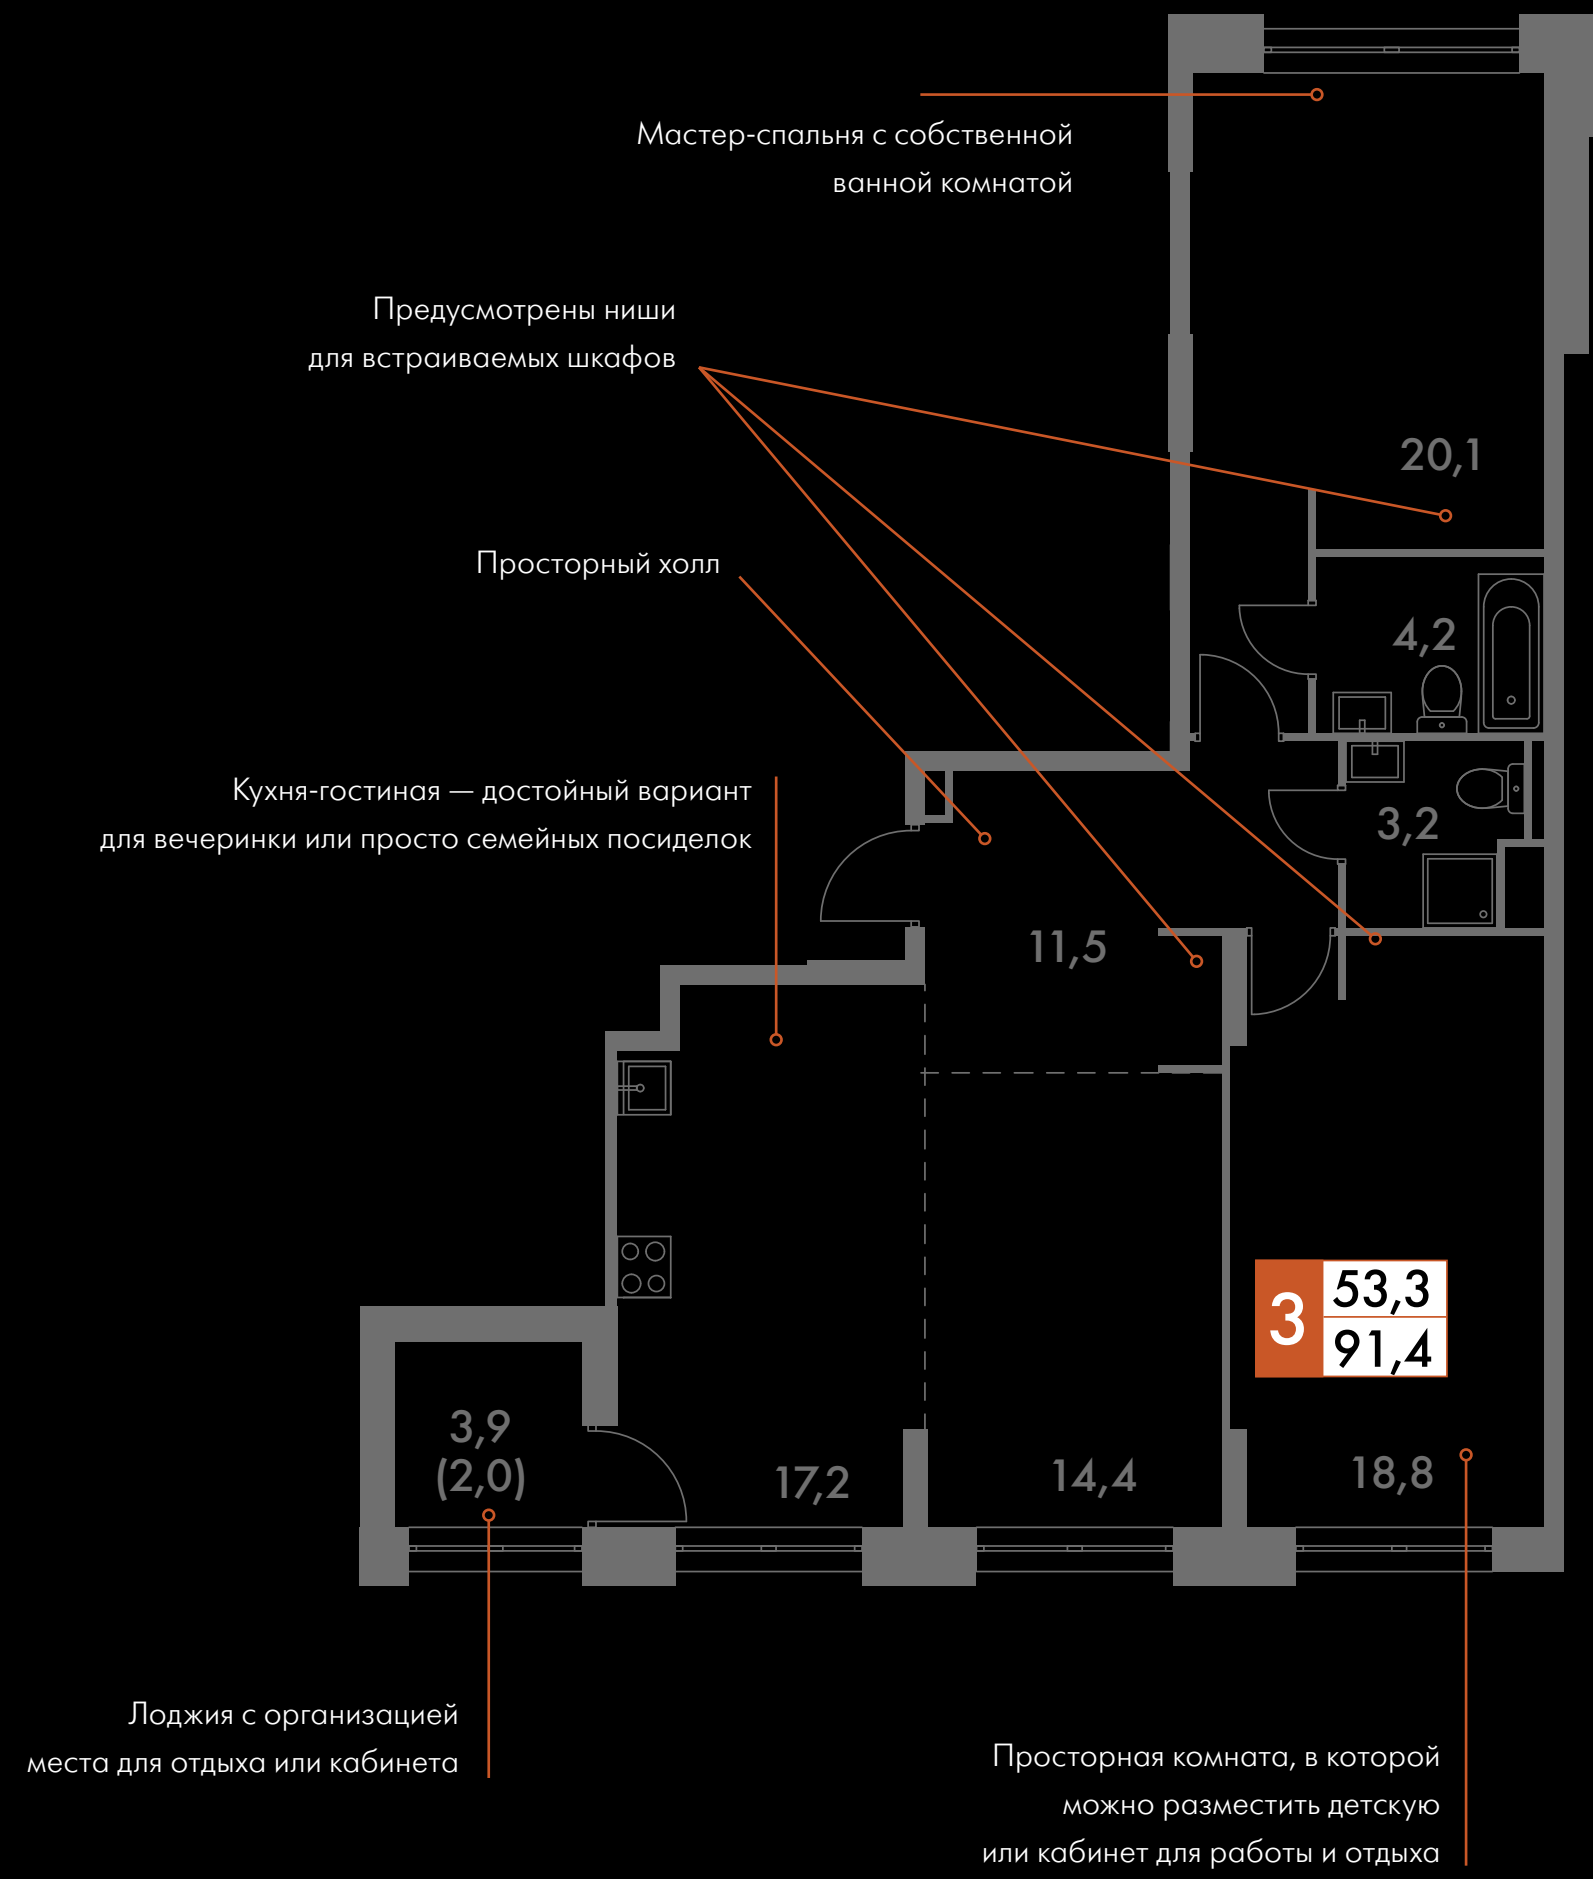 Мастер-спальня с собственной
ванной комнатой
Предусмотрены ниши
для встраиваемых шкафов
20,1
Просторный холл
4,2
Кухня-гостиная — достойный вариант
для вечеринки или просто семейных посиделок
3,2
11,5
3
53,3
91,4
3,9
(2,0)
17,2
14,4
18,8
Лоджия с организацией
места для отдыха или кабинета
Просторная комната, в которой
можно разместить детскую
или кабинет для работы и отдыха